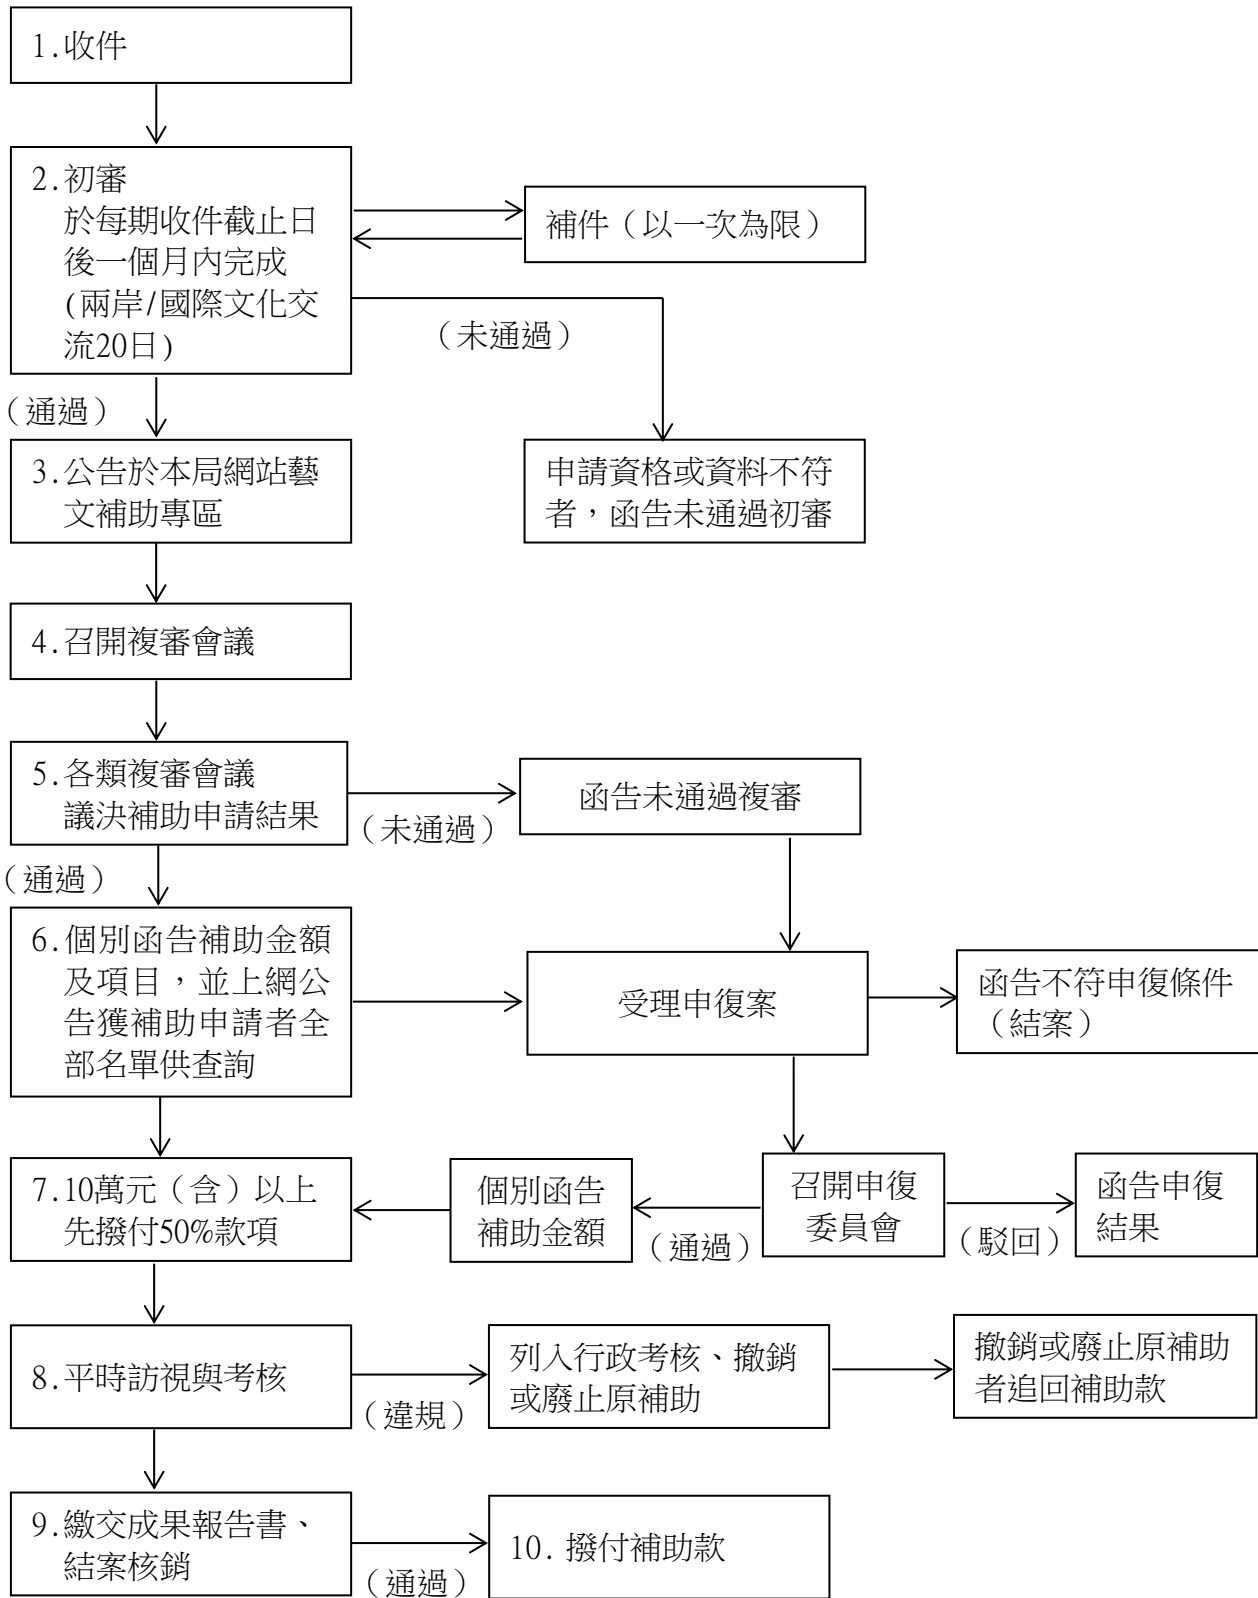 1.收件
2.初審
於每期收件截止日
後一個月內完成
(兩岸/國際文化交
流20日)
補件（以一次為限）
（未通過）
（通過）
3.公告於本局網站藝
文補助專區
申請資格或資料不符
者，函告未通過初審
4.召開複審會議
5.各類複審會議
議決補助申請結果
（未通過）
函告未通過複審
（通過）
6.個別函告補助金額
及項目，並上網公
告獲補助申請者全
部名單供查詢
受理申復案
函告不符申復條件
（結案）
7.10萬元（含）以上
先撥付50%款項
個別函告
補助金額
（通過）
召開申復
委員會
（駁回）
函告申復
結果
8.平時訪視與考核
（違規）
列入行政考核、撤銷
或廢止原補助
撤銷或廢止原補助
者追回補助款
9.繳交成果報告書、
結案核銷
（通過）
10.撥付補助款